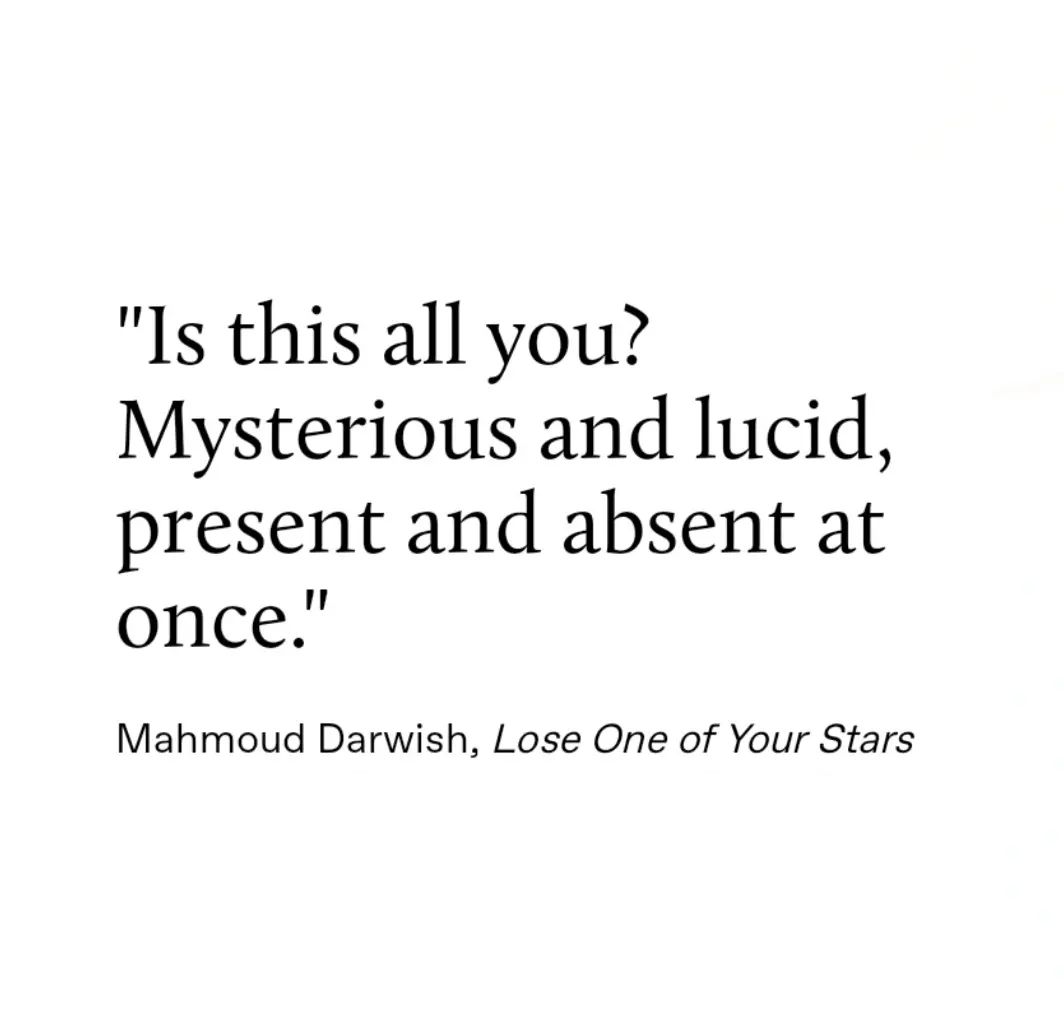 "Is this all you?
Mysterious and lucid,
present and absent at
once."
Mahmoud Darwish, Lose One of Your Stars